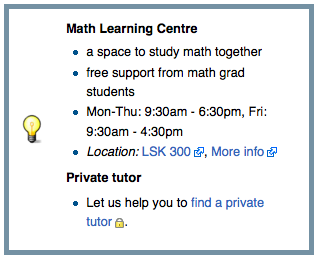 Math Learning Centre
a space to study math together
free support from math grad
students
Mon-Thu: 9:30am - 6:30pm, Fri:
9:30am - 4:30pm
Location: LSK 300, More info
Private tutor
Let us help you to find a private
tutor.